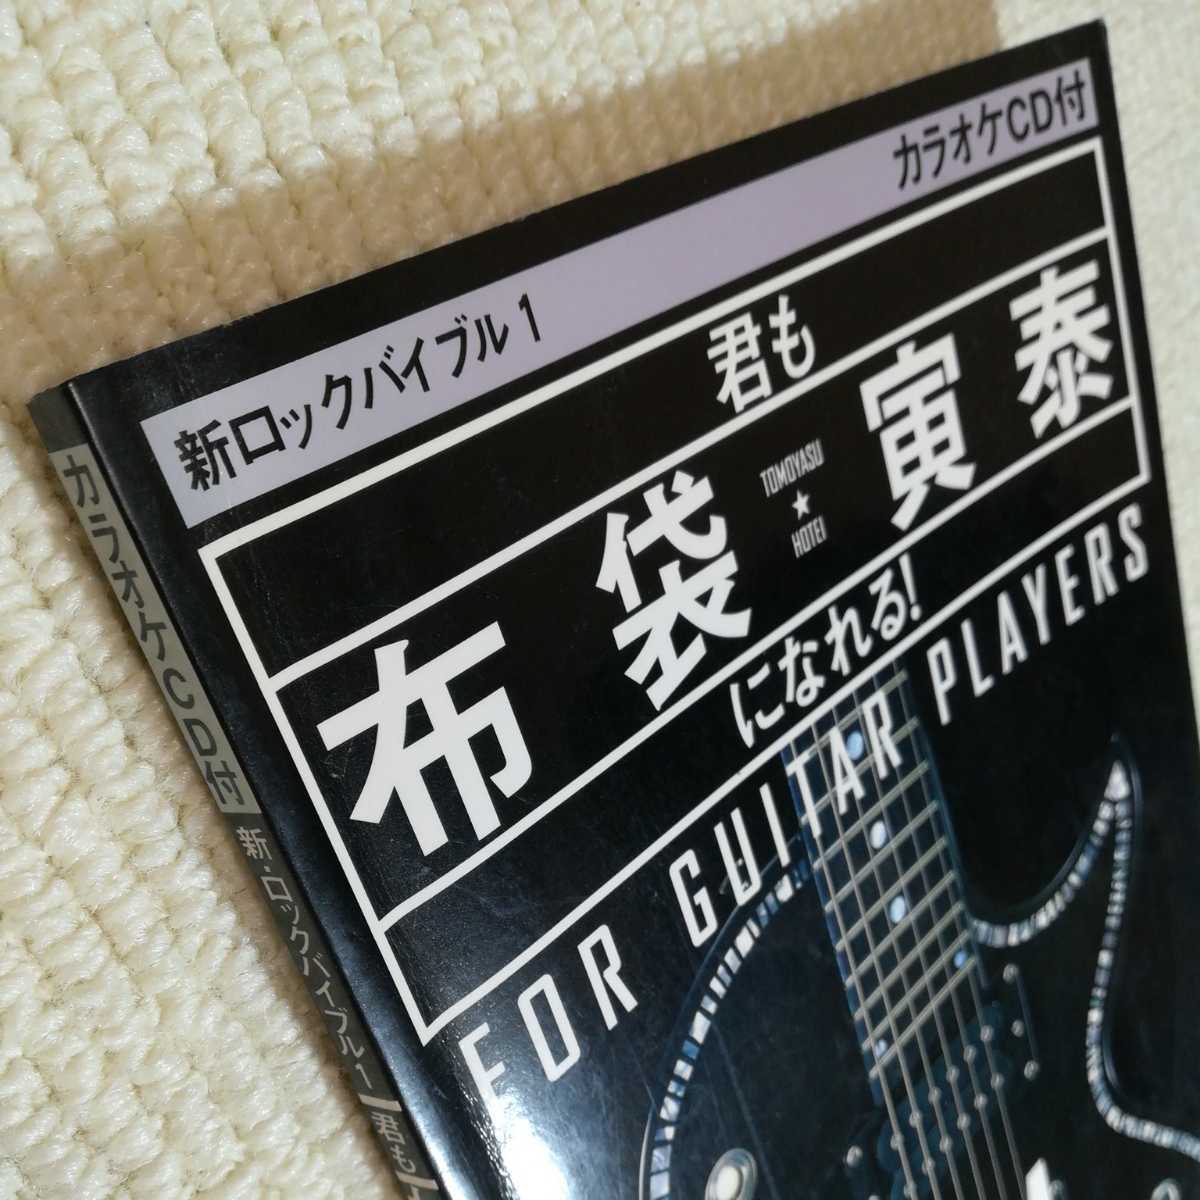 新ロックバイブル1
カラオケCD付
君も
布袋寅泰
TOMOYASU
★
HOTEI
になれる!
FOR GUITAR PLAYERS
カラオケCD付 新・ロックバイブル1 君も